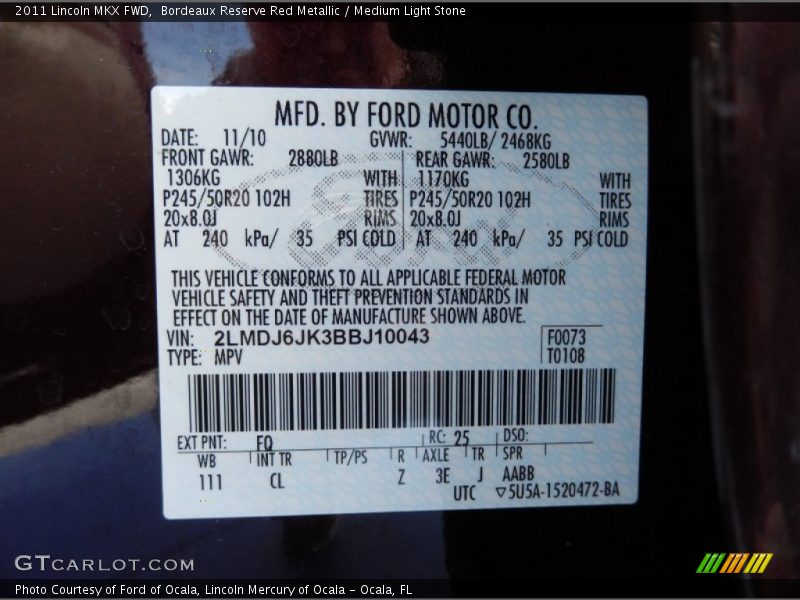 2011 Lincoln MKX FWD, Bordeaux Reserve Red Metallic / Medium Light Stone
MFD. BY FORD MOTOR CO.
DATE: 11/10 GVWR: 5440LB/ 2468KG
FRONT GAWR: 2880LB REAR GAWR: 2580LB
1306KG WITH 1170KG WITH
P245/50R20 102H TIRES P245/50R20 102H TIRES
20x8.0J RIMS 20x8.0J RIMS
AT 240 kPa/ 35 PSI COLD AT 240 kPa/ 35 PSI COLD
THIS VEHICLE CONFORMS TO ALL APPLICABLE FEDERAL MOTOR
VEHICLE SAFETY AND THEFT PREVENTION STANDARDS IN
EFFECT ON THE DATE OF MANUFACTURE SHOWN ABOVE.
VIN: 2LMDJ6JK3BBJ10043 F0073
TYPE: MPV T0108
EXT PNT: FQ RC: 25 DSO:
WB INT TR TP/PS R AXLE TR SPR
111 CL Z 3E J AABB
UTC ▽5U5A-1520472-BA
GTCARLOT.COM
Photo Courtesy of Ford of Ocala, Lincoln Mercury of Ocala - Ocala, FL